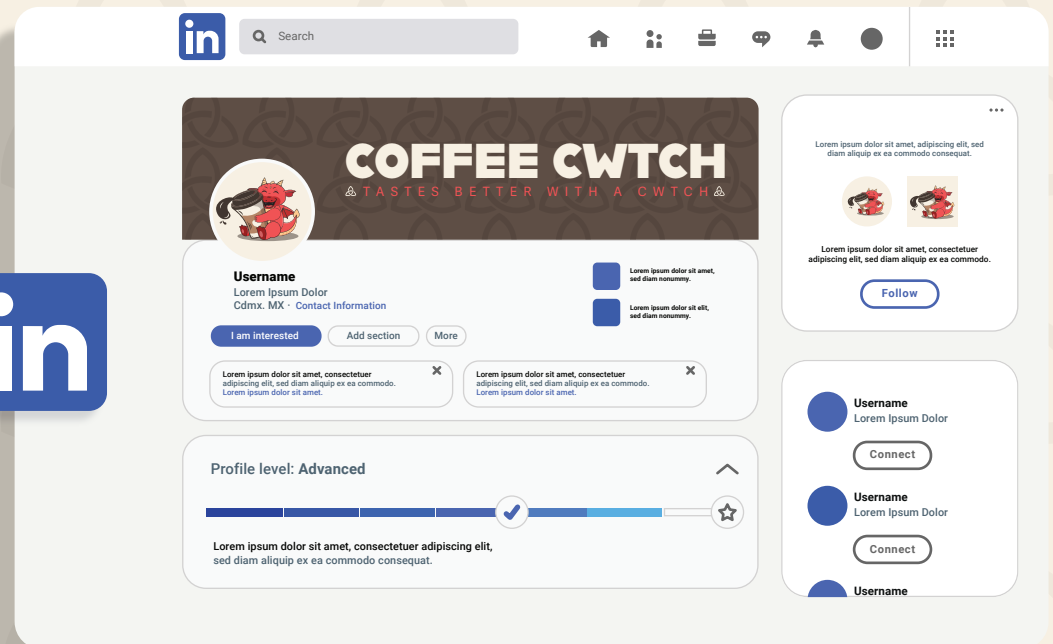 in
Search
COFFEE CWTCH
TASTES BETTER WITH A CWTCH
Username
Lorem Ipsum Dolor
Cdmx. MX · Contact Information
Lorem ipsum dolor sit amet,
sed diam nonummy.
Lorem ipsum dolor sit elit,
sed diam nonummy.
I am interested
Add section
More
Lorem ipsum dolor sit amet, consectetuer
adipiscing elit, sed diam aliquip ex ea commodo.
Lorem ipsum dolor sit amet.
Lorem ipsum dolor sit amet, consectetuer
adipiscing elit, sed diam aliquip ex ea commodo.
Lorem ipsum dolor sit amet.
Profile level: Advanced
Lorem ipsum dolor sit amet, consectetuer adipiscing elit,
sed diam aliquip ex ea commodo consequat.
Lorem ipsum dolor sit amet, adipiscing elit, sed
diam aliquip ex ea commodo consequat.
Lorem ipsum dolor sit amet, consectetuer
adipiscing elit, sed diam aliquip ex ea commodo.
Follow
Username
Lorem Ipsum Dolor
Connect
Username
Lorem Ipsum Dolor
Connect
Username
in